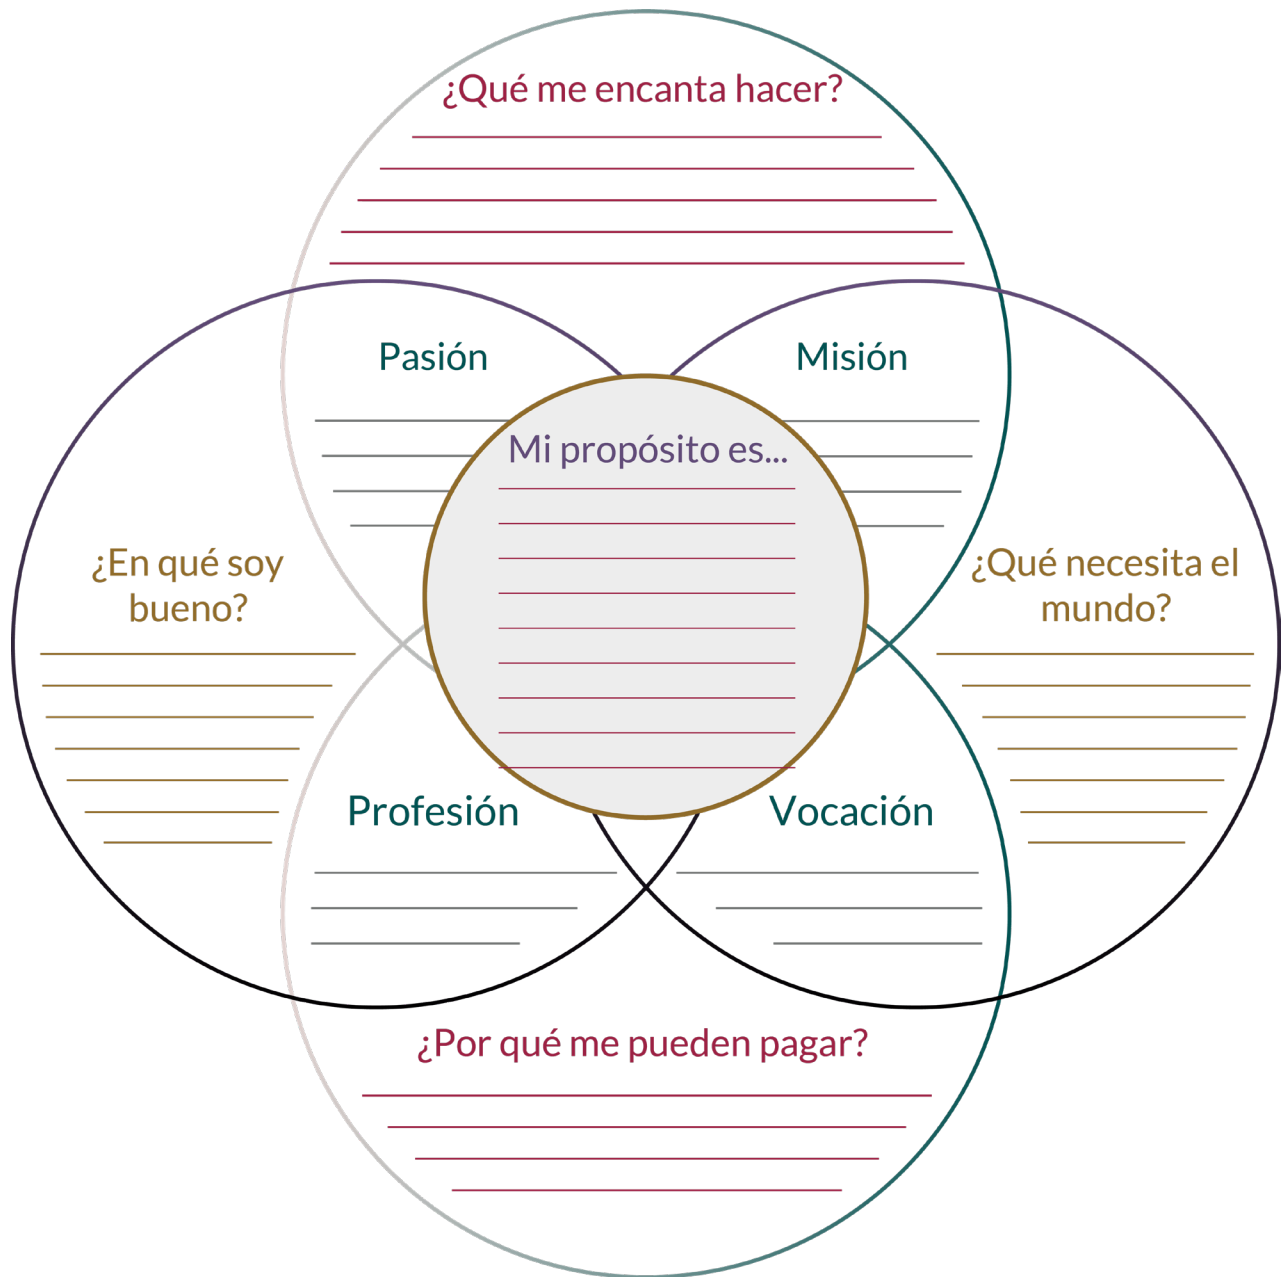 ¿Qué me encanta hacer?
Pasión
Misión
Mi propósito es...
¿En qué soy
bueno?
¿Qué necesita el
mundo?
Profesión
Vocación
¿Por qué me pueden pagar?